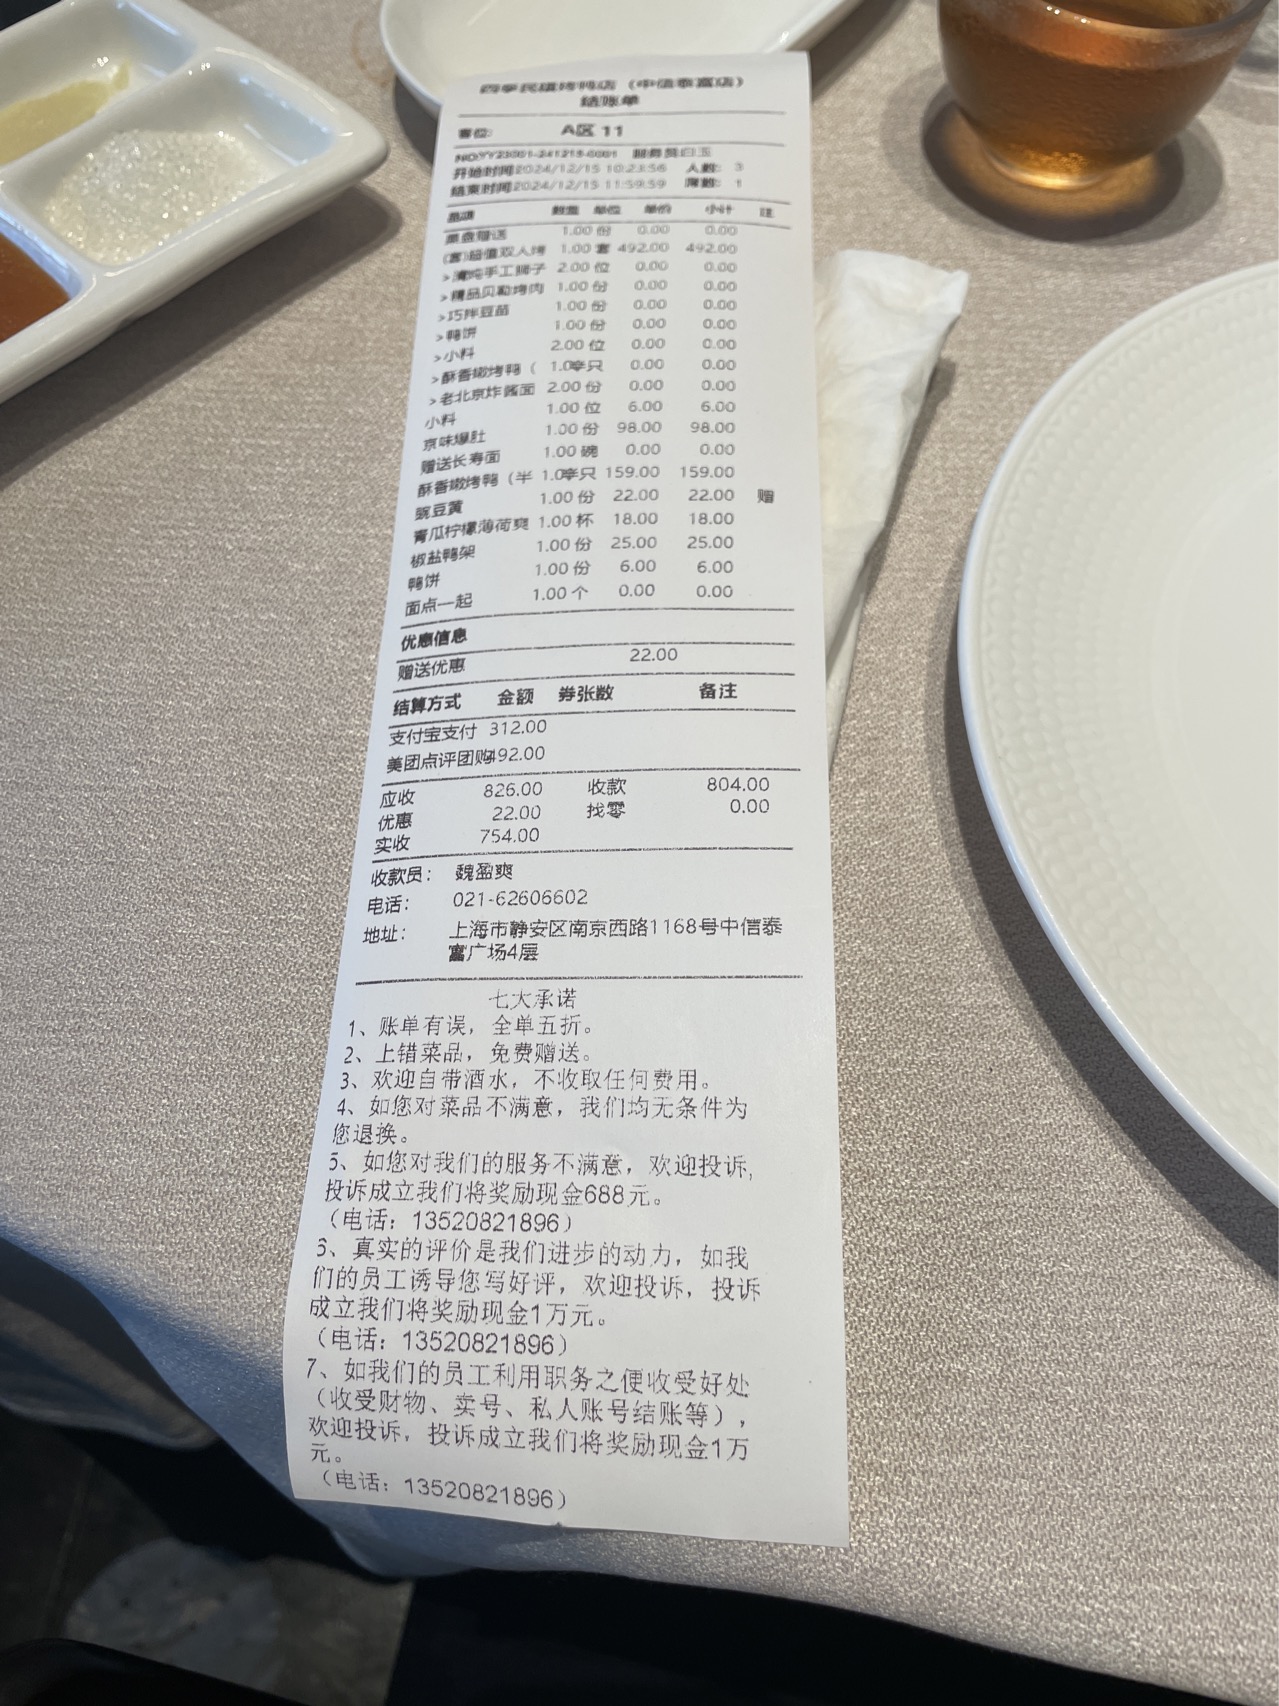 四季民福烤鸭店（中信泰富店）
结账单
客位： A区 11
NO:YY23001-241215-0001 服务员:白玉
开始时间:2024/12/15 10:23:56 人数： 3
结束时间:2024/12/15 11:59:59 席数： 1
品项 数量 单位 单价 小计 注
果盘赠送 1.00 份 0.00 0.00
(套)超值双人烤 1.00 套 492.00 492.00
>清炖手工狮子 2.00 位 0.00 0.00
>精品贝勒烤肉 1.00 份 0.00 0.00
>巧拌豆苗 1.00 份 0.00 0.00
>鸭饼 1.00 份 0.00 0.00
>小料 2.00 位 0.00 0.00
>酥香嫩烤鸭（ 1.0半只 0.00 0.00
>老北京炸酱面 2.00 份 0.00 0.00
小料 1.00 位 6.00 6.00
京味爆肚 1.00 份 98.00 98.00
赠送长寿面 1.00 碗 0.00 0.00
酥香嫩烤鸭（半 1.0半只 159.00 159.00
豌豆黄 1.00 份 22.00 22.00 赠
青瓜柠檬薄荷爽 1.00 杯 18.00 18.00
椒盐鸭架 1.00 份 25.00 25.00
鸭饼 1.00 份 6.00 6.00
面点一起 1.00 个 0.00 0.00
优惠信息
赠送优惠 22.00
结算方式 金额 券张数 备注
支付宝支付 312.00
美团点评团购492.00
应收 826.00 收款 804.00
优惠 22.00 找零 0.00
实收 754.00
收款员： 魏盈爽
电话： 021-62606602
地址： 上海市静安区南京西路1168号中信泰
富广场4层
七大承诺
1、账单有误，全单五折。
2、上错菜品，免费赠送。
3、欢迎自带酒水，不收取任何费用。
4、如您对菜品不满意，我们均无条件为
您退换。
5、如您对我们的服务不满意，欢迎投诉,
投诉成立我们将奖励现金688元。
（电话：13520821896）
6、真实的评价是我们进步的动力，如我
们的员工诱导您写好评，欢迎投诉，投诉
成立我们将奖励现金1万元。
（电话：13520821896）
7、如我们的员工利用职务之便收受好处
（收受财物、卖号、私人账号结账等），
欢迎投诉，投诉成立我们将奖励现金1万
元。
（电话：13520821896）